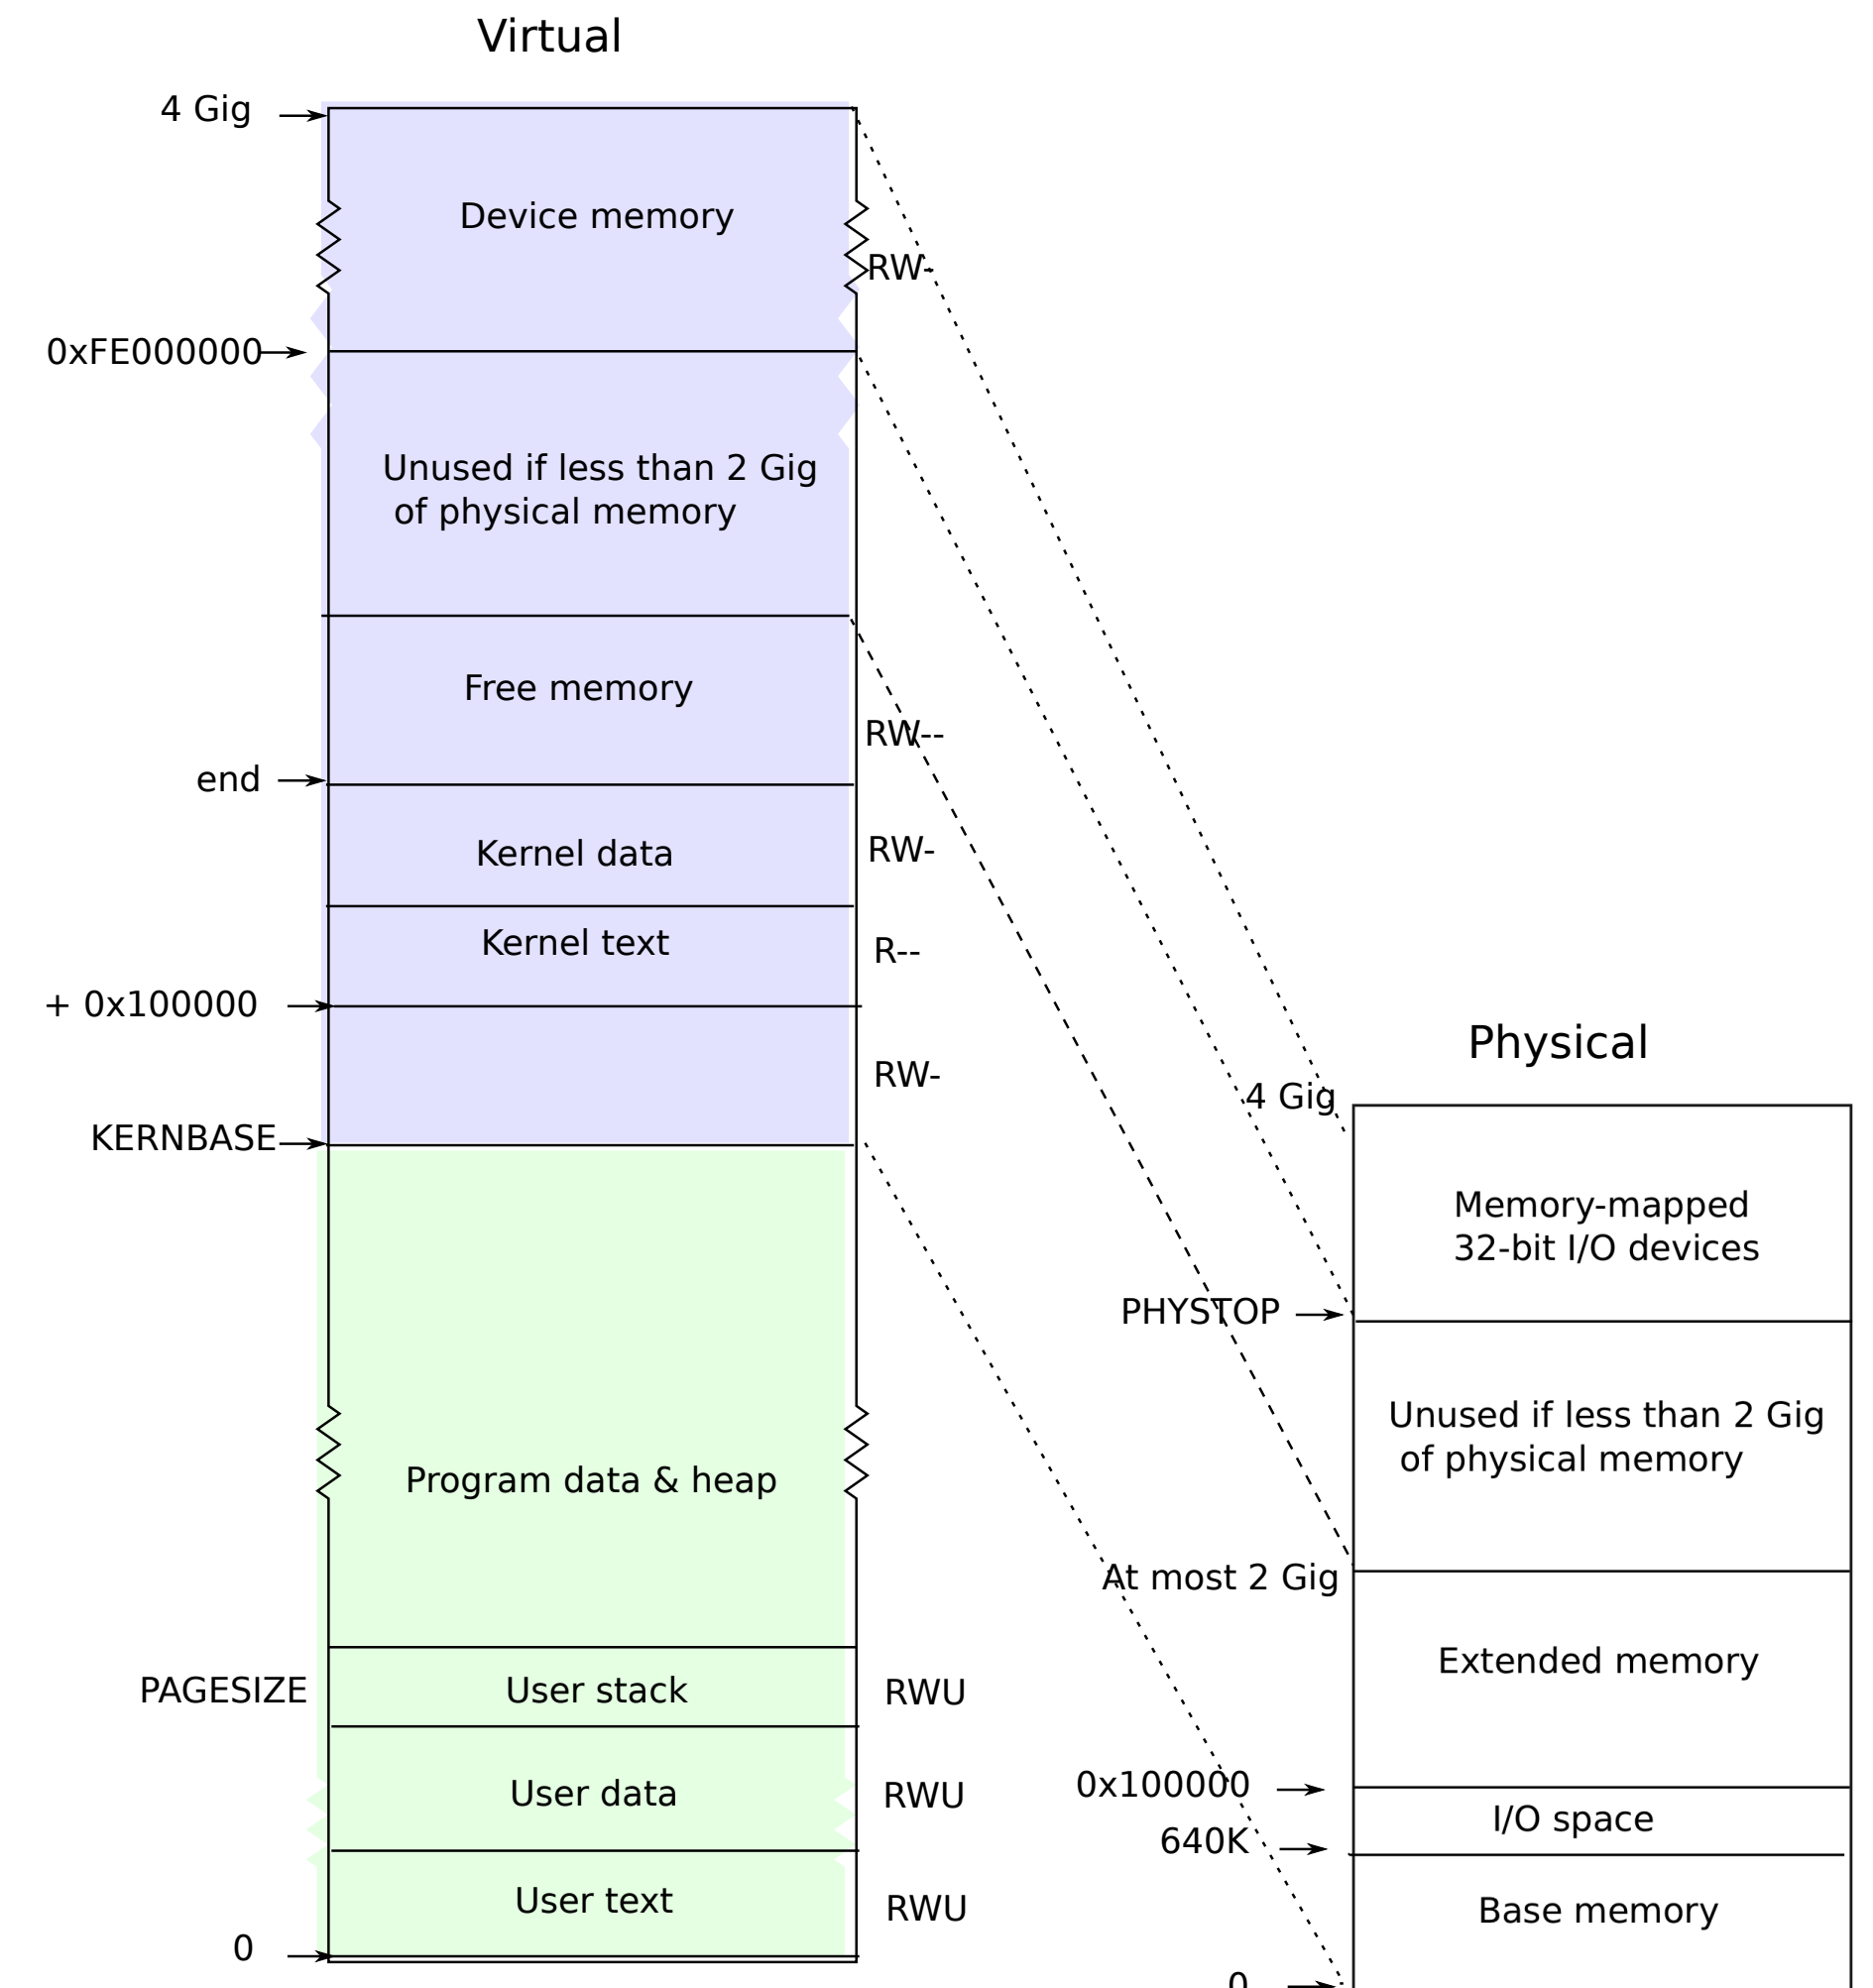 Virtual
4 Gig
Device memory
RW-
0xFE000000
Unused if less than 2 Gig
of physical memory
Free memory
RW--
end
Kernel data
RW-
Kernel text
R--
+ 0x100000
RW-
KERNBASE
Program data & heap
PAGESIZE
User stack
RWU
User data
RWU
User text
RWU
0
Physical
4 Gig
Memory-mapped
32-bit I/O devices
PHYSTOP
Unused if less than 2 Gig
of physical memory
At most 2 Gig
Extended memory
0x100000
I/O space
640K
Base memory
0